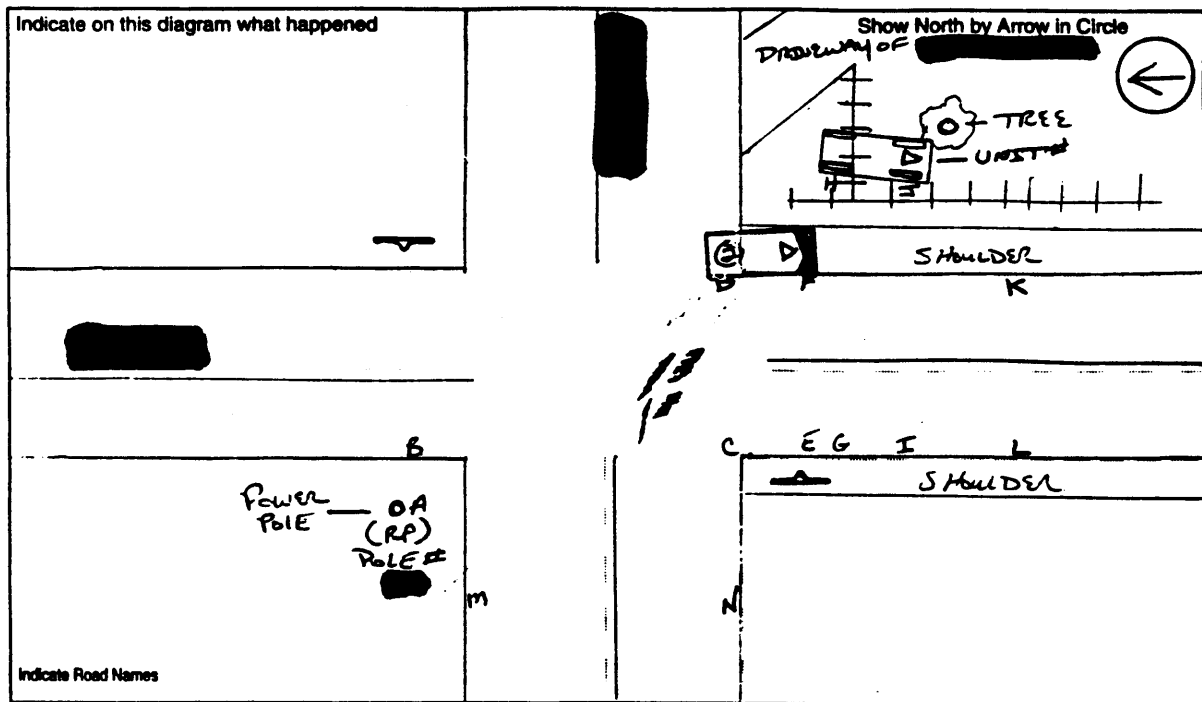 Indicate on this diagram what happened
Show North by Arrow in Circle
DRIVEWAY OF
TREE
UNIT #
SHOULDER
K
B
C E G I L
SHOULDER
POWER
POLE
A
(RP)
POLE #
M
N
Indicate Road Names